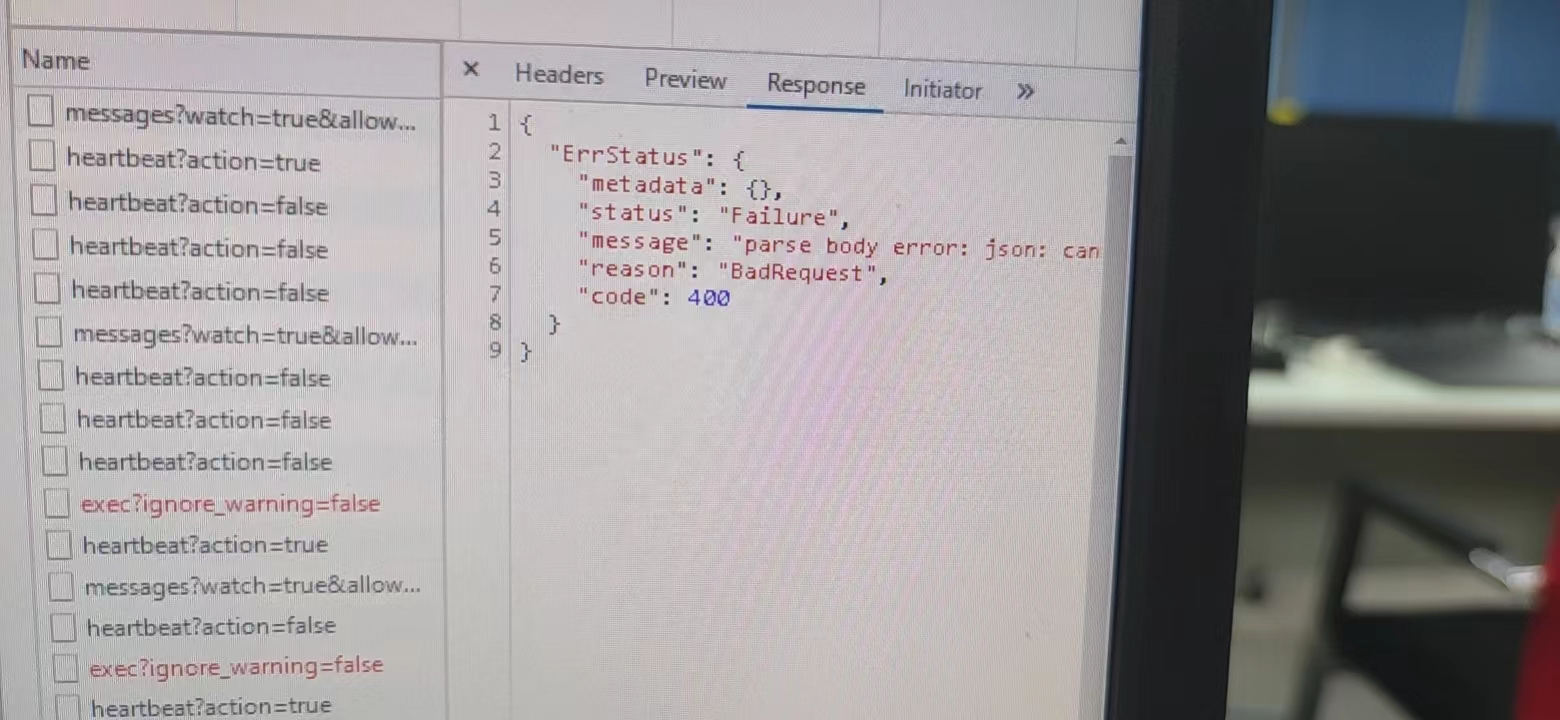 Name
messages?watch=true&allow...
heartbeat?action=true
heartbeat?action=false
heartbeat?action=false
heartbeat?action=false
messages?watch=true&allow...
heartbeat?action=false
heartbeat?action=false
heartbeat?action=false
exec?ignore_warning=false
heartbeat?action=true
messages?watch=true&allow...
heartbeat?action=false
exec?ignore_warning=false
heartbeat?action=true
× Headers Preview Response Initiator »
1 {
2 "ErrStatus": {
3 "metadata": {},
4 "status": "Failure",
5 "message": "parse body error: json: can
6 "reason": "BadRequest",
7 "code": 400
8 }
9 }